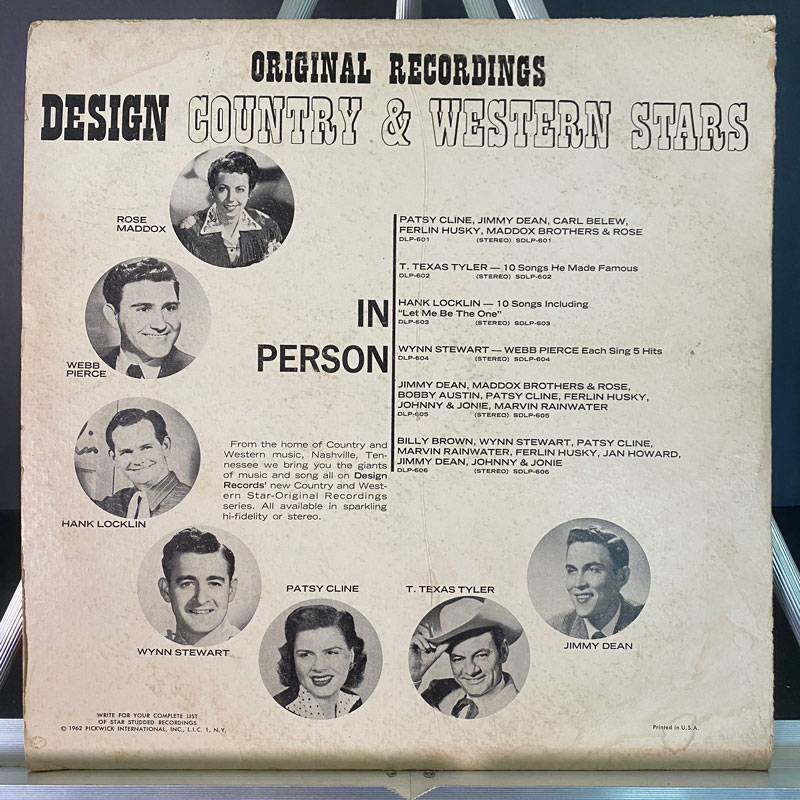 ORIGINAL RECORDINGS
DESIGN COUNTRY & WESTERN STARS
ROSE
MADDOX
WEBB
PIERCE
HANK LOCKLIN
WYNN STEWART
PATSY CLINE
T. TEXAS TYLER
JIMMY DEAN
IN
PERSON
From the home of Country and
Western music, Nashville, Ten-
nessee we bring you the giants
of music and song all on Design
Records' new Country and West-
ern Star-Original Recordings
series. All available in sparkling
hi-fidelity or stereo.
PATSY CLINE, JIMMY DEAN, CARL BELEW,
FERLIN HUSKY, MADDOX BROTHERS & ROSE
DLP-601 (STEREO) SDLP-601
T. TEXAS TYLER — 10 Songs He Made Famous
DLP-602 (STEREO) SDLP-602
HANK LOCKLIN — 10 Songs Including
"Let Me Be The One"
DLP-603 (STEREO) SDLP-603
WYNN STEWART — WEBB PIERCE Each Sing 5 Hits
DLP-604 (STEREO) SDLP-604
JIMMY DEAN, MADDOX BROTHERS & ROSE,
BOBBY AUSTIN, PATSY CLINE, FERLIN HUSKY,
JOHNNY & JONIE, MARVIN RAINWATER
DLP-605 (STEREO) SDLP-605
BILLY BROWN, WYNN STEWART, PATSY CLINE,
MARVIN RAINWATER, FERLIN HUSKY, JAN HOWARD,
JIMMY DEAN, JOHNNY & JONIE
DLP-606 (STEREO) SDLP-606
WRITE FOR YOUR COMPLETE LIST
OF STAR STUDDED RECORDINGS
© 1962 PICKWICK INTERNATIONAL, INC., L.I.C. 1, N.Y.
Printed in U.S.A.